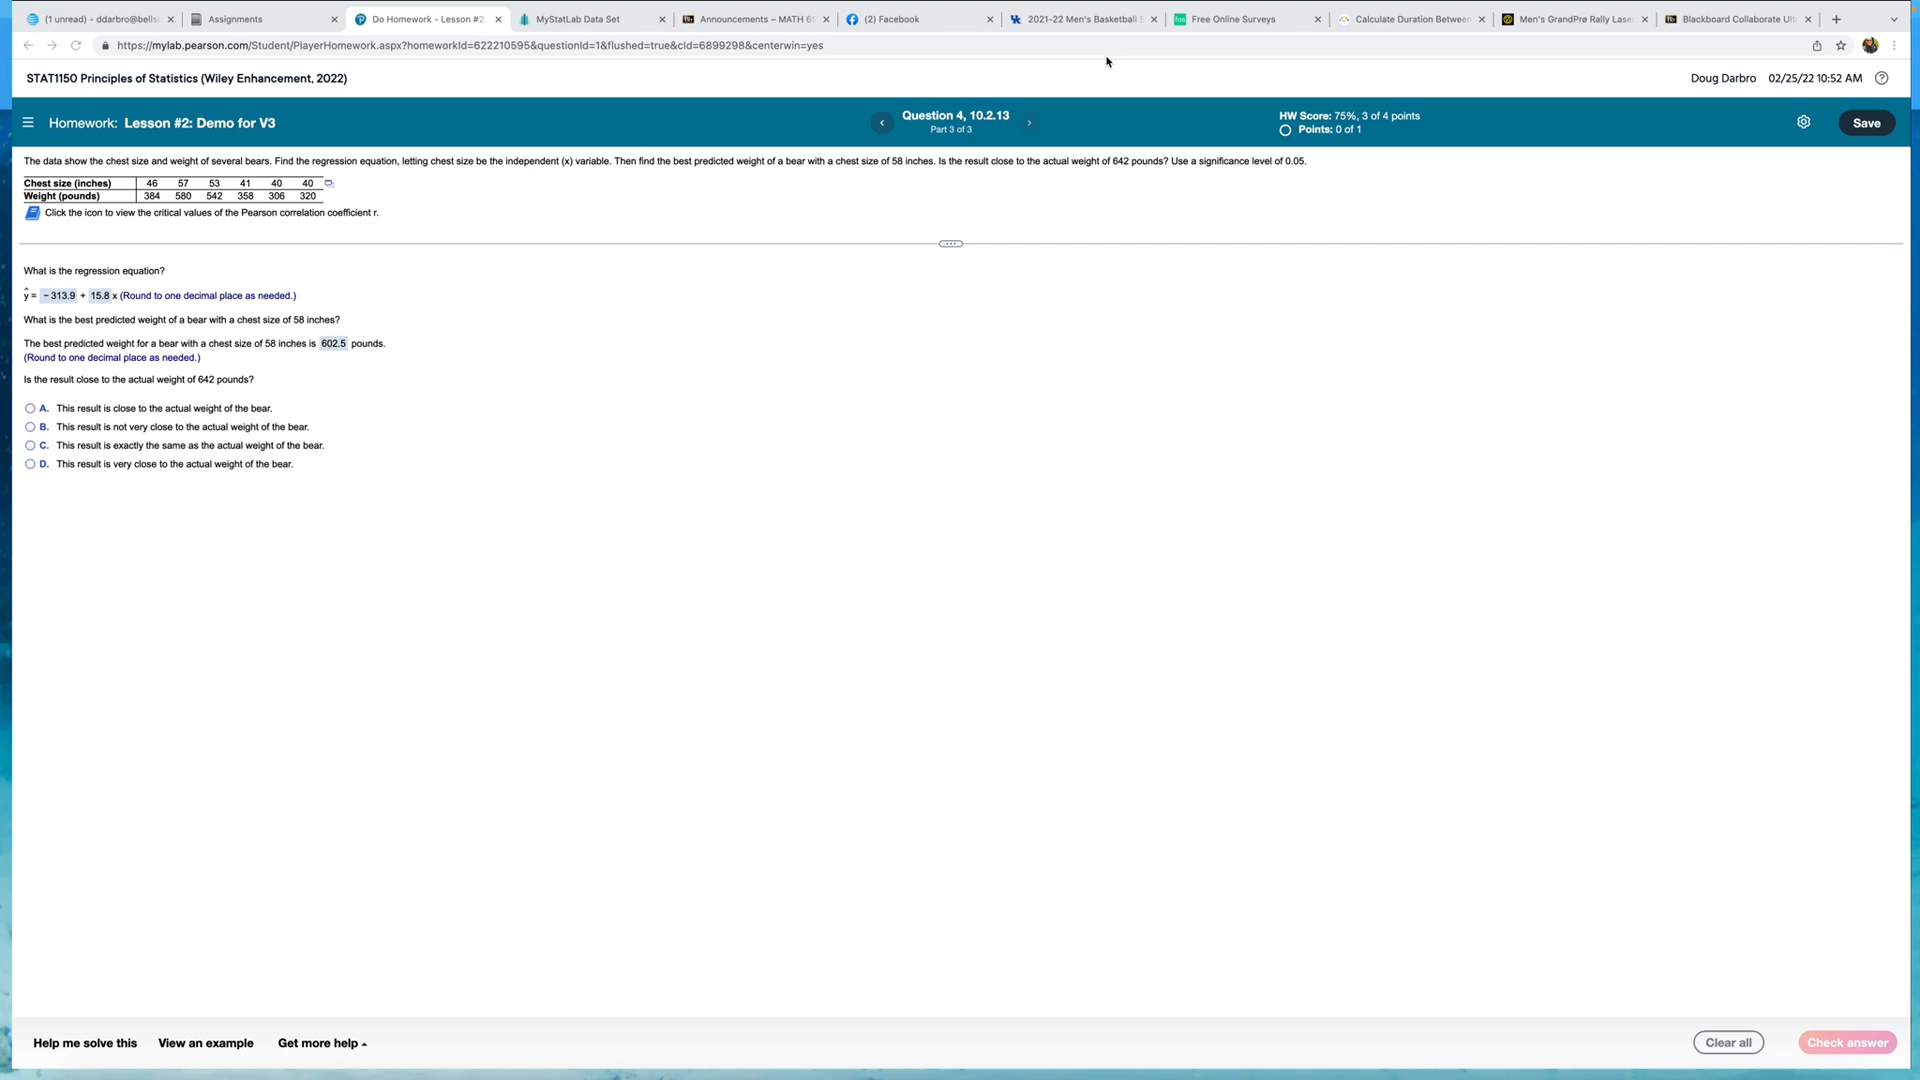 (1 unread) - ddarbro@bells
Assignments
Do Homework - Lesson #2:
MyStatLab Data Set
Announcements – MATH 65
(2) Facebook
2021-22 Men's Basketball S
Free Online Surveys
Calculate Duration Between
Men's GrandPrø Rally Laser
Blackboard Collaborate Ultr
https://mylab.pearson.com/Student/PlayerHomework.aspx?homeworkId=622210595&questionId=1&flushed=true&cId=6899298&centerwin=yes
STAT1150 Principles of Statistics (Wiley Enhancement, 2022)
Doug Darbro 02/25/22 10:52 AM
Homework: Lesson #2: Demo for V3
Question 4, 10.2.13
Part 3 of 3
HW Score: 75%, 3 of 4 points
Points: 0 of 1
Save
The data show the chest size and weight of several bears. Find the regression equation, letting chest size be the independent (x) variable. Then find the best predicted weight of a bear with a chest size of 58 inches. Is the result close to the actual weight of 642 pounds? Use a significance level of 0.05.
Chest size (inches) 46 57 53 41 40 40
Weight (pounds) 384 580 542 358 306 320
Click the icon to view the critical values of the Pearson correlation coefficient r.
What is the regression equation?
ŷ = − 313.9 + 15.8 x (Round to one decimal place as needed.)
What is the best predicted weight of a bear with a chest size of 58 inches?
The best predicted weight for a bear with a chest size of 58 inches is 602.5 pounds.
(Round to one decimal place as needed.)
Is the result close to the actual weight of 642 pounds?
A. This result is close to the actual weight of the bear.
B. This result is not very close to the actual weight of the bear.
C. This result is exactly the same as the actual weight of the bear.
D. This result is very close to the actual weight of the bear.
Help me solve this
View an example
Get more help
Clear all
Check answer